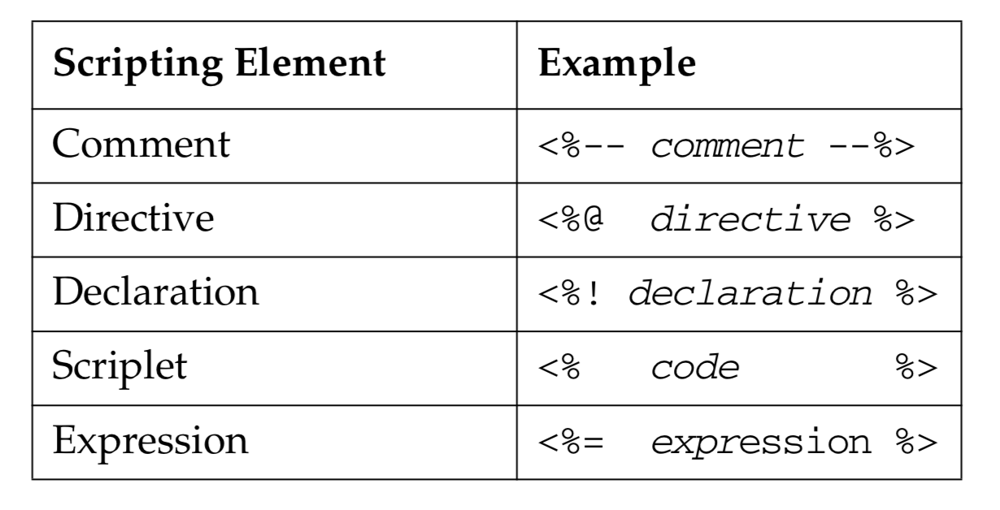 Scripting Element Example
Comment <%-- comment --%>
Directive <%@ directive %>
Declaration <%! declaration %>
Scriplet <% code %>
Expression <%= expression %>